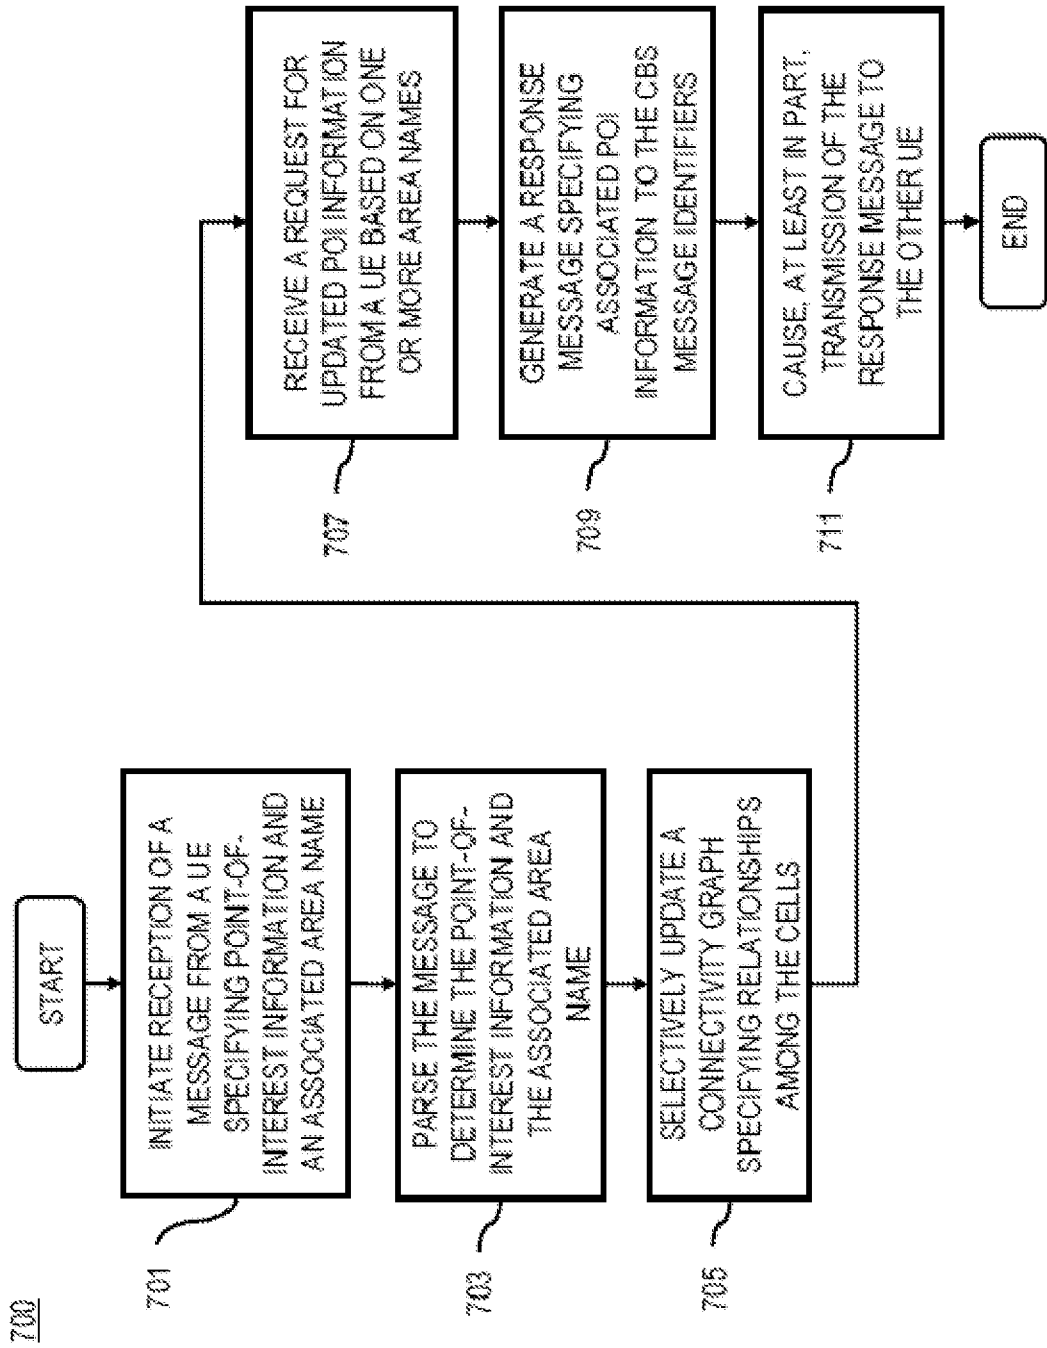 700
START
INITIATE RECEPTION OF A
MESSAGE FROM A UE
SPECIFYING POINT-OF-
INTEREST INFORMATION AND
AN ASSOCIATED AREA NAME
701
PARSE THE MESSAGE TO
DETERMINE THE POINT-OF-
INTEREST INFORMATION AND
THE ASSOCIATED AREA
NAME
703
SELECTIVELY UPDATE A
CONNECTIVITY GRAPH
SPECIFYING RELATIONSHIPS
AMONG THE CELLS
705
RECEIVE A REQUEST FOR
UPDATED POI INFORMATION
FROM A UE BASED ON ONE
OR MORE AREA NAMES
707
GENERATE A RESPONSE
MESSAGE SPECIFYING
ASSOCIATED POI
INFORMATION TO THE CBS
MESSAGE IDENTIFIERS
709
CAUSE, AT LEAST IN PART,
TRANSMISSION OF THE
RESPONSE MESSAGE TO
THE OTHER UE
711
END